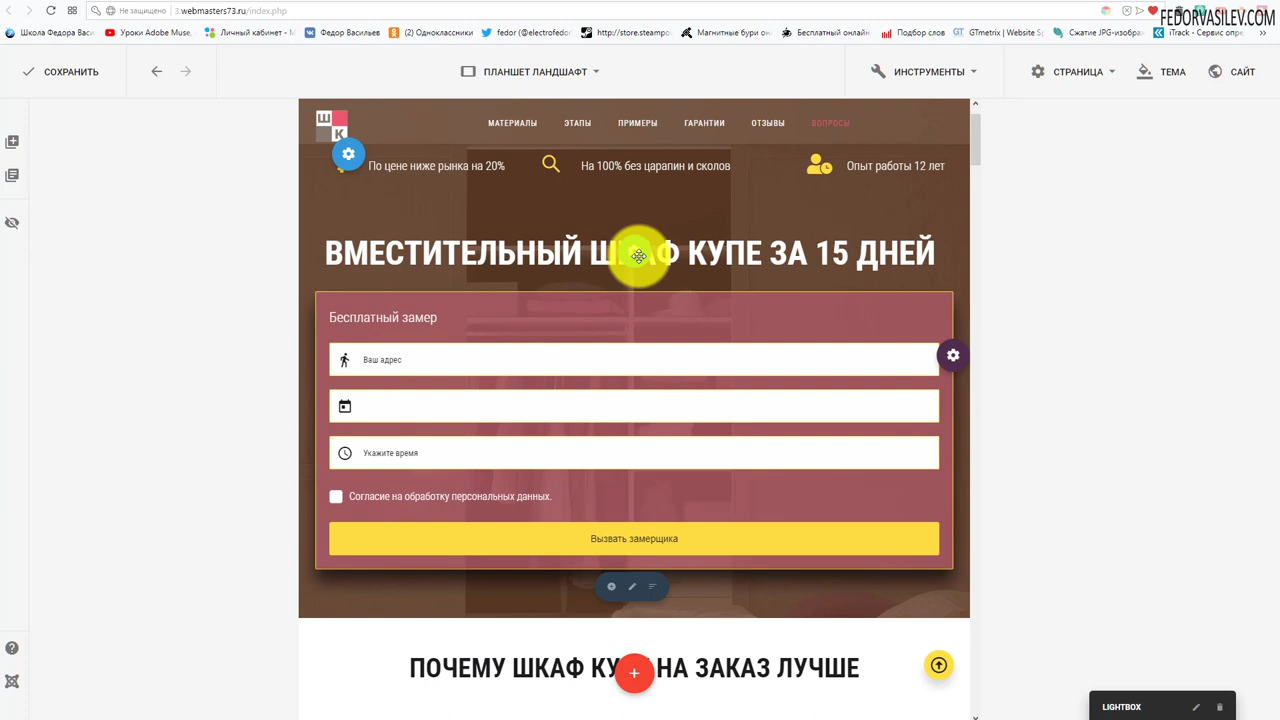 Не защищено 3.webmasters73.ru/index.php
FEDORVASILEV.COM
Школа Федора Васи
Уроки Adobe Muse,
Личный кабинет - М
Федор Васильев
(2) Одноклассники
fedor (@electrofedor
http://store.steampo
Магнитные бури он
Бесплатный онлайн
Подбор слов
GTmetrix | Website Sp
Сжатие JPG-изображ
iTrack - Сервис опре
СОХРАНИТЬ
ПЛАНШЕТ ЛАНДШАФТ
ИНСТРУМЕНТЫ
СТРАНИЦА
ТЕМА
САЙТ
Ш
К
МАТЕРИАЛЫ
ЭТАПЫ
ПРИМЕРЫ
ГАРАНТИИ
ОТЗЫВЫ
ВОПРОСЫ
По цене ниже рынка на 20%
На 100% без царапин и сколов
Опыт работы 12 лет
ВМЕСТИТЕЛЬНЫЙ ШКАФ КУПЕ ЗА 15 ДНЕЙ
Бесплатный замер
Ваш адрес
Укажите время
Согласие на обработку персональных данных.
Вызвать замерщика
ПОЧЕМУ ШКАФ КУ НА ЗАКАЗ ЛУЧШЕ
LIGHTBOX